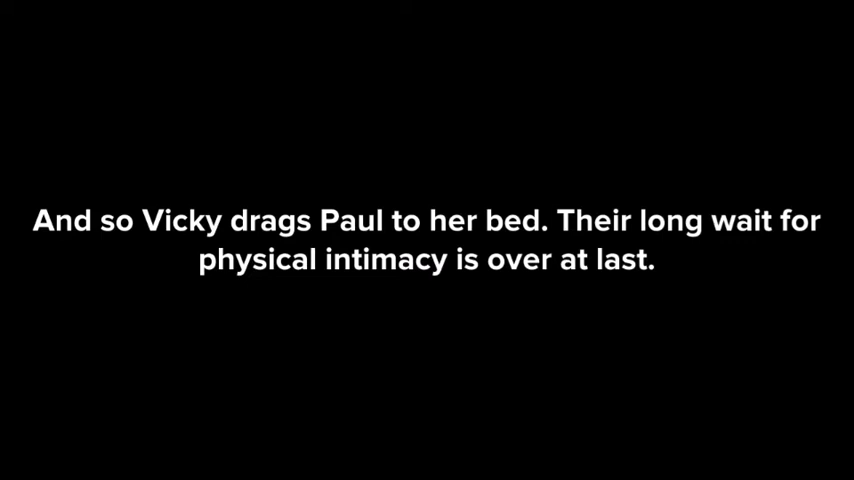 And so Vicky drags Paul to her bed. Their long wait for
physical intimacy is over at last.